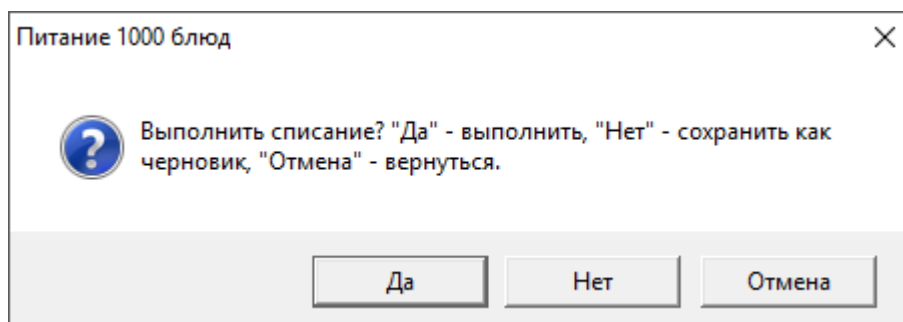 Питание 1000 блюд
Выполнить списание? "Да" - выполнить, "Нет" - сохранить как
черновик, "Отмена" - вернуться.
Да
Нет
Отмена